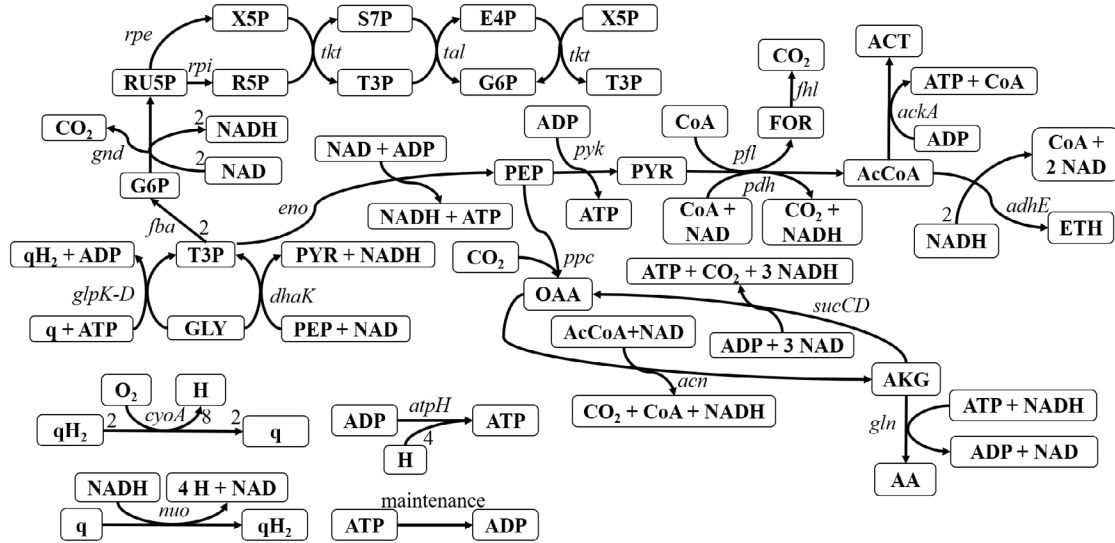 X5P
S7P
E4P
X5P
rpe
tkt
tal
tkt
rpi
RU5P
R5P
T3P
G6P
T3P
ACT
CO₂
fhl
ATP + CoA
ackA
CO₂
2
NADH
gnd
2
NAD
NAD + ADP
ADP
pyk
CoA
pfl
FOR
ADP
CoA +
2 NAD
G6P
PEP
PYR
pdh
AcCoA
eno
NADH + ATP
ATP
CoA +
NAD
CO₂ +
NADH
2
NADH
adhE
ETH
fba
2
qH₂ + ADP
T3P
PYR + NADH
CO₂
ppc
ATP + CO₂ + 3 NADH
glpK-D
dhaK
OAA
sucCD
q + ATP
GLY
PEP + NAD
AcCoA+NAD
ADP + 3 NAD
acn
AKG
O₂
H
CO₂ + CoA + NADH
ATP + NADH
cyoA
2
8
2
qH₂
q
ADP
atpH
ATP
4
H
gln
ADP + NAD
AA
NADH
4 H + NAD
nuo
q
qH₂
maintenance
ATP
ADP